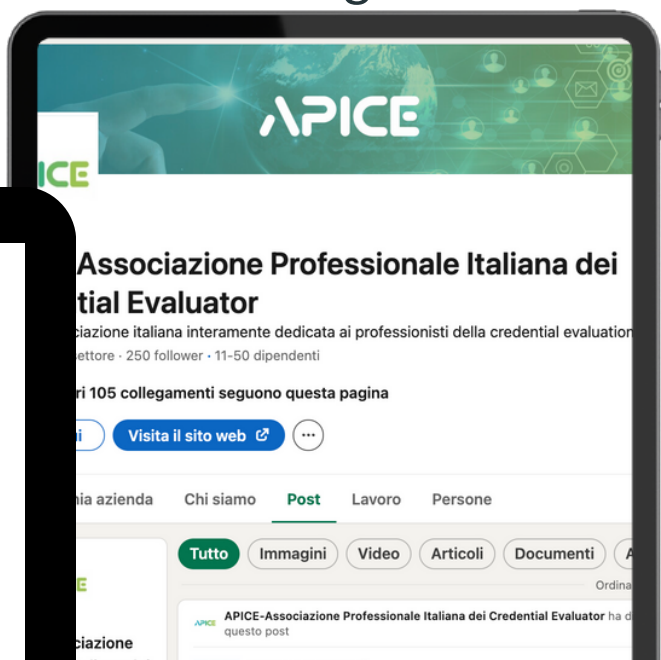 APICE
ICE
Associazione Professionale Italiana dei
tial Evaluator
ciazione italiana interamente dedicata ai professionisti della credential evaluation
settore · 250 follower · 11-50 dipendenti
ri 105 collegamenti seguono questa pagina
ui Visita il sito web
nia azienda Chi siamo Post Lavoro Persone
Tutto Immagini Video Articoli Documenti A
E
Ordina
APICE APICE-Associazione Professionale Italiana dei Credential Evaluator ha d
questo post
ciazione